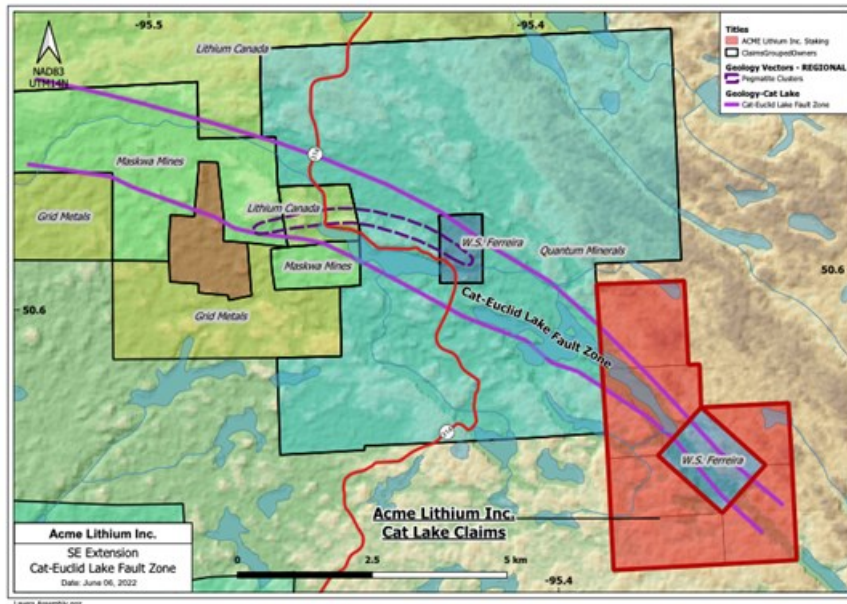 -95.5
-95.4
Lithium Canada
NAD83
UTM14N
Titles
ACME Lithium Inc. Staking
ClaimsGroupedOwners
Geology Vectors - REGIONAL
Pegmatite Clusters
Geology-Cat Lake
Cat-Euclid Lake Fault Zone
314
Maskwa Mines
Grid Metals
Lithium Canada
W.S. Ferreira
Quantum Minerals
Maskwa Mines
50.6
50.6
Grid Metals
Cat-Euclid Lake Fault Zone
W.S. Ferreira
Acme Lithium Inc.
Cat Lake Claims
Acme Lithium Inc.
SE Extension
Cat-Euclid Lake Fault Zone
Date: June 06, 2022
0
2.5
5 km
-95.4